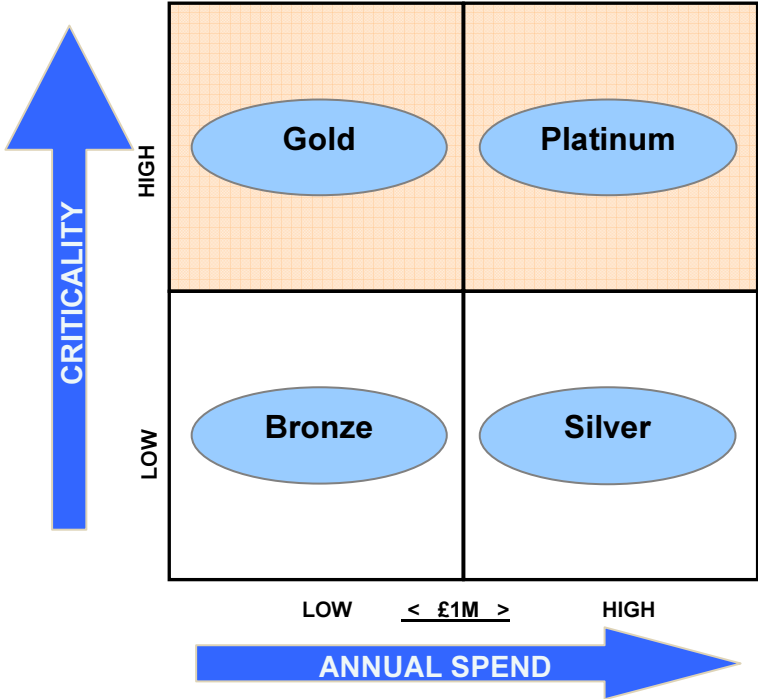 Gold
Platinum
HIGH
CRITICALITY
Bronze
Silver
LOW
LOW < £1M > HIGH
ANNUAL SPEND